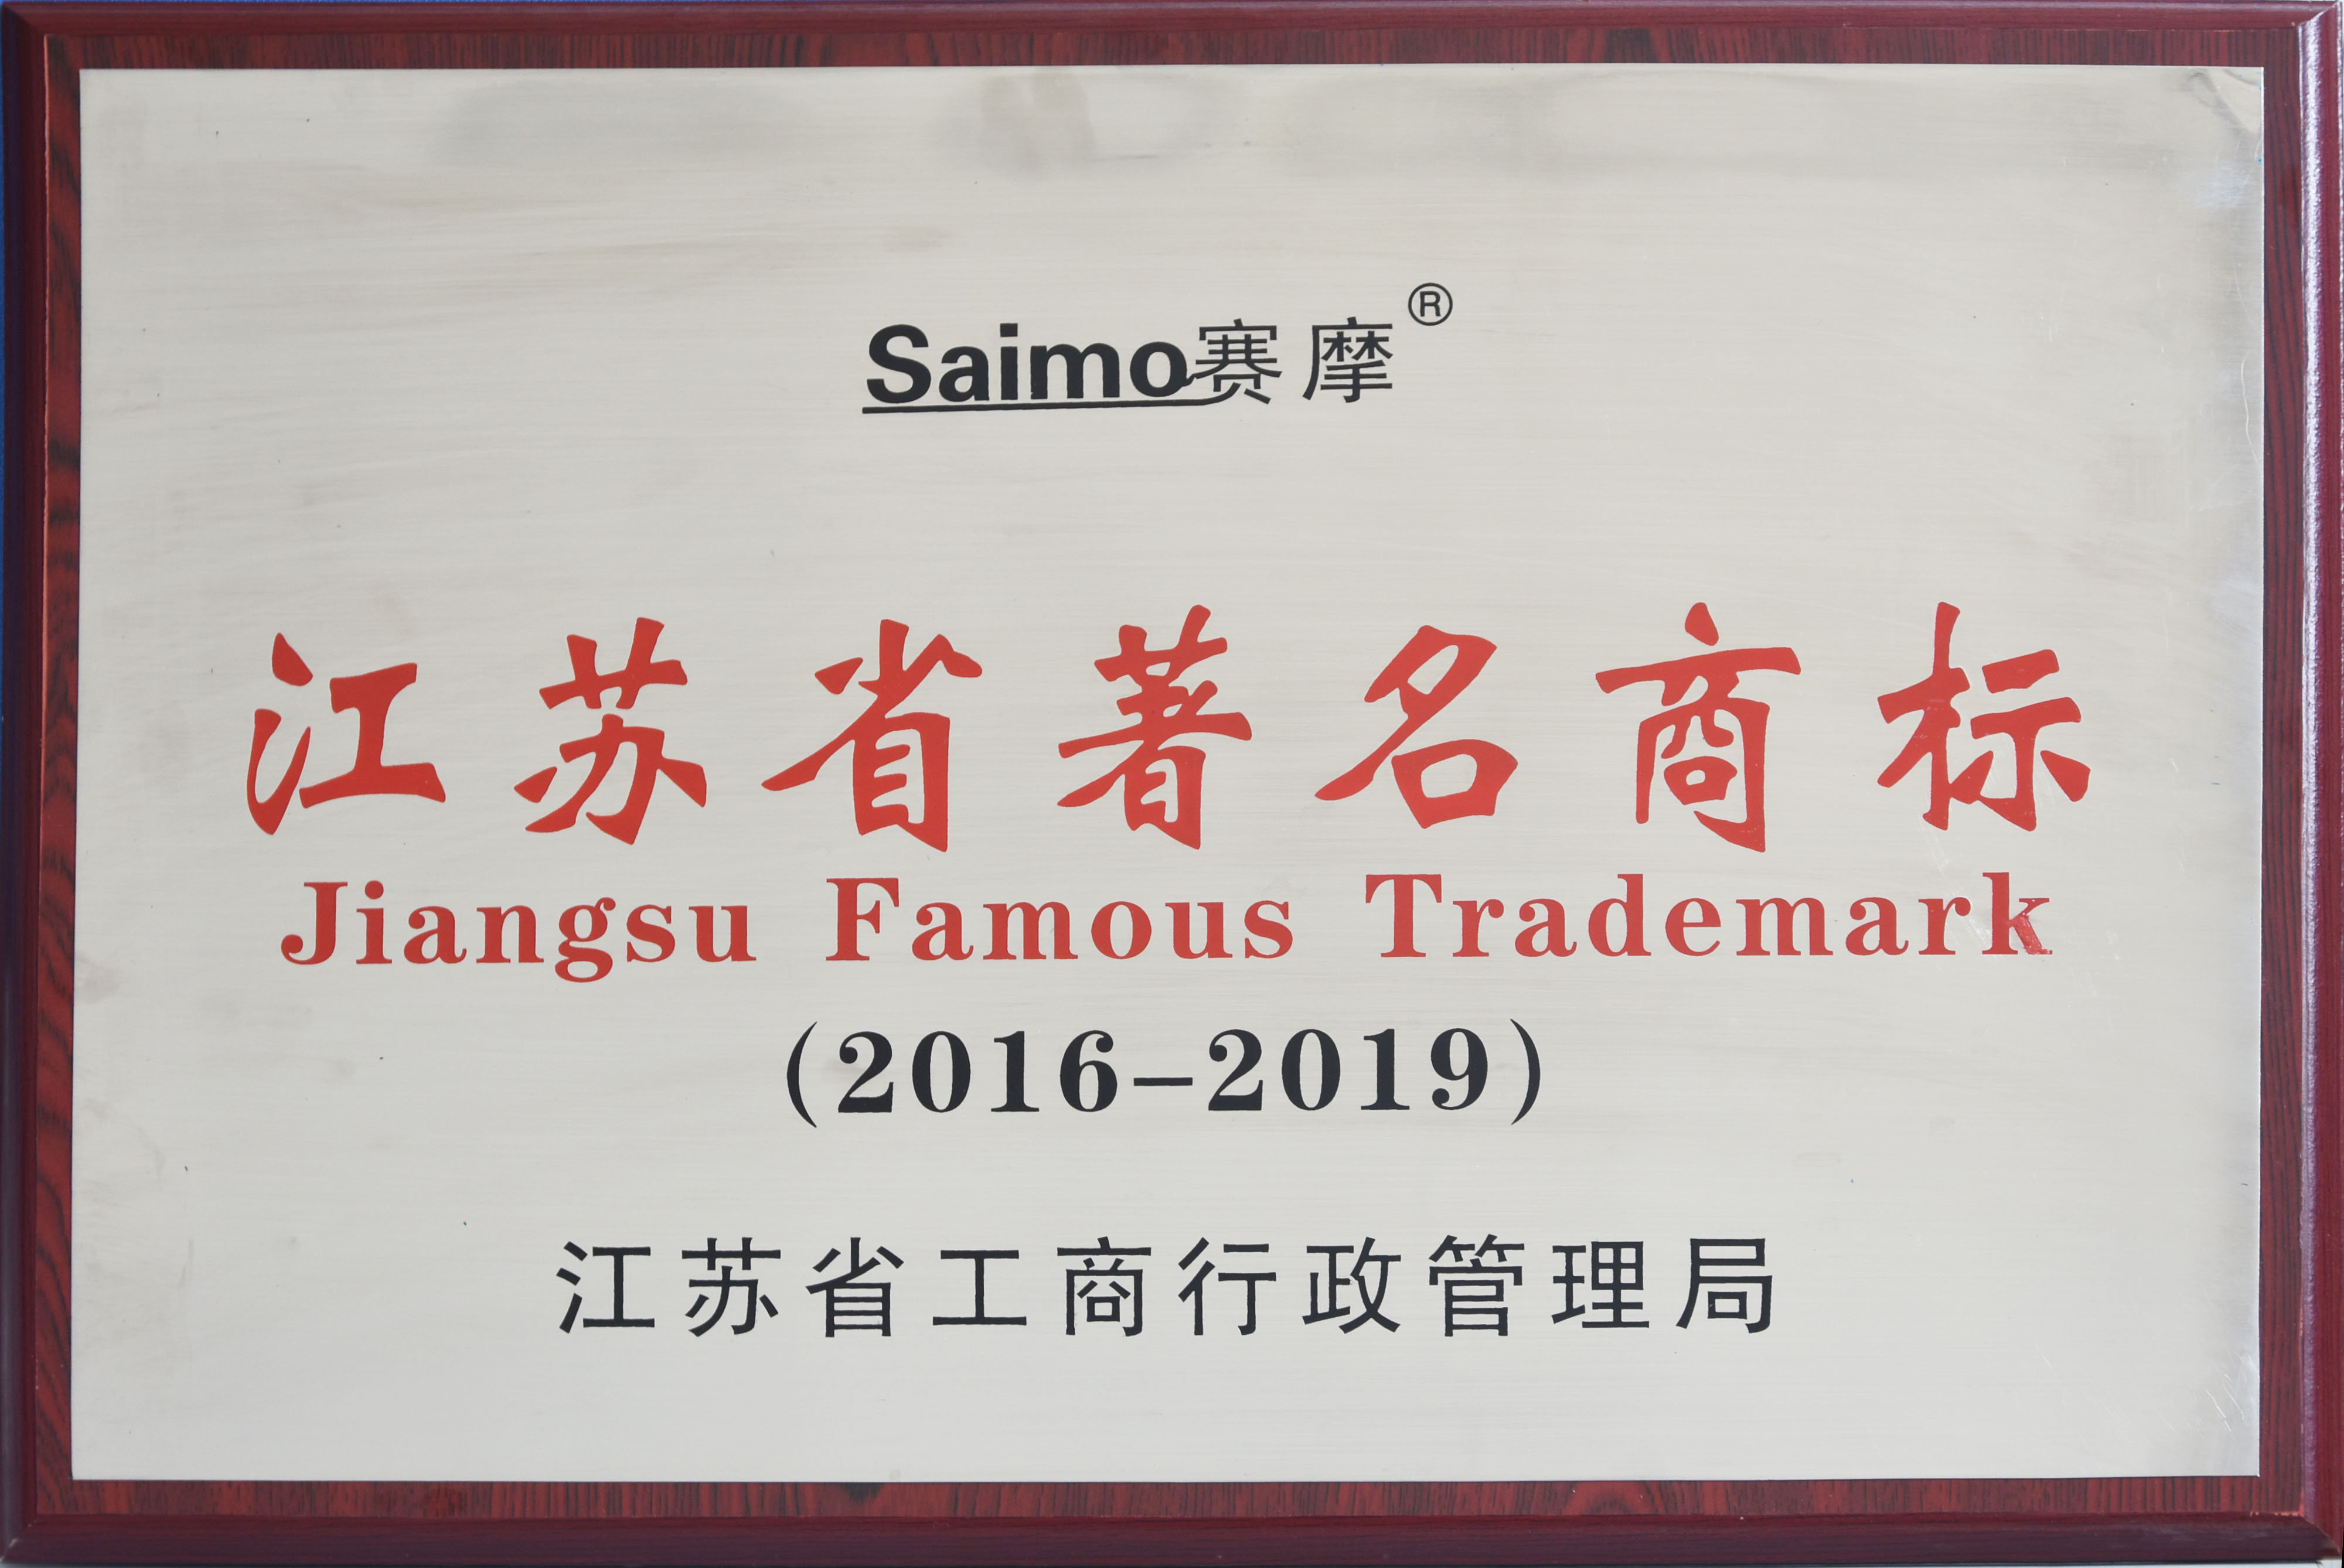 Saimo赛摩®
江苏省著名商标
Jiangsu Famous Trademark
(2016-2019)
江苏省工商行政管理局